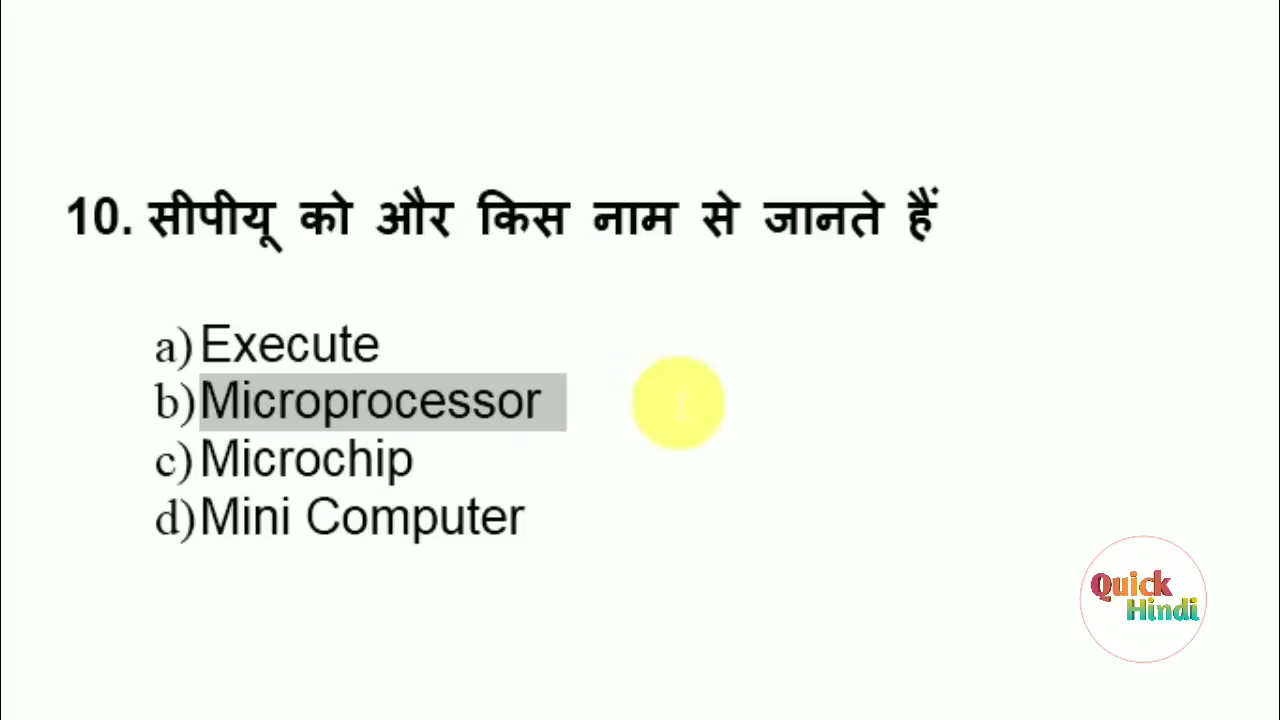 10. सीपीयू को और किस नाम से जानते हैं
a) Execute
b) Microprocessor
c) Microchip
d) Mini Computer
Quick
Hindi